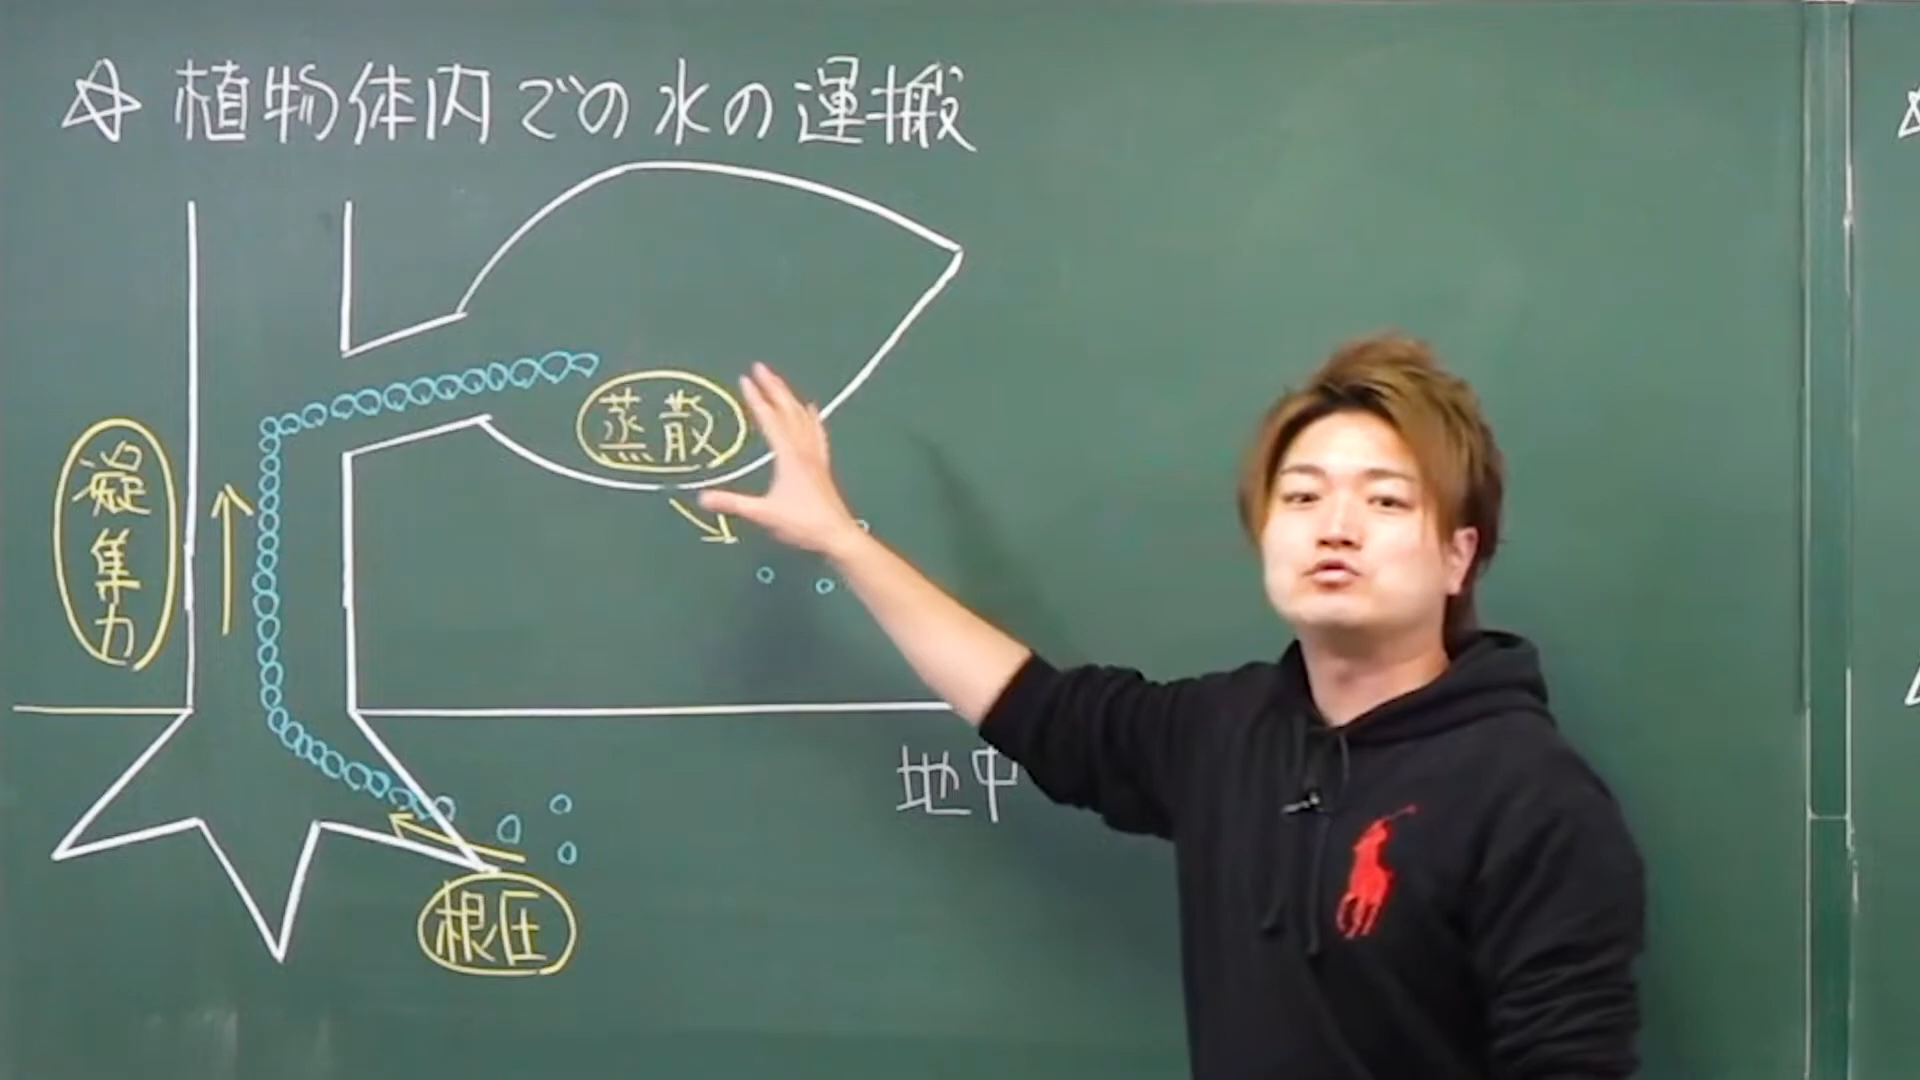 ☆ 植物体内での水の運搬
蒸散
凝集力
地中
根圧